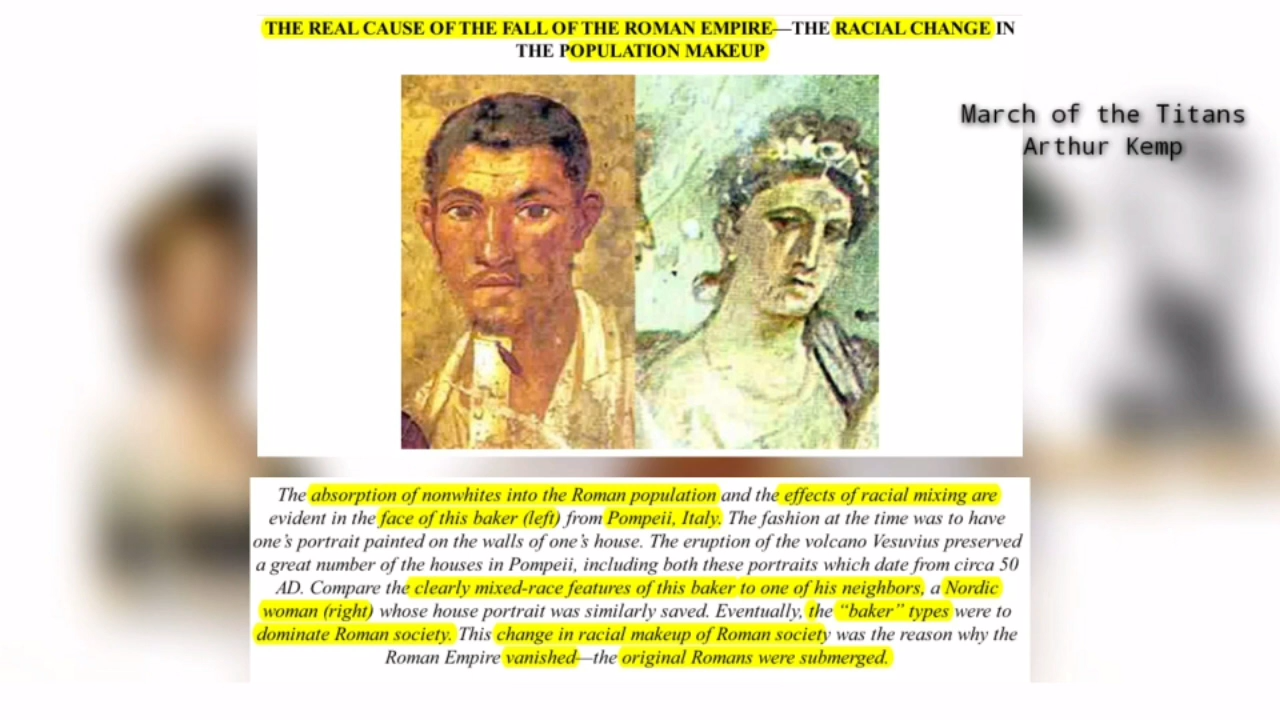 THE REAL CAUSE OF THE FALL OF THE ROMAN EMPIRE—THE RACIAL CHANGE IN
THE POPULATION MAKEUP
March of the Titans
Arthur Kemp
The absorption of nonwhites into the Roman population and the effects of racial mixing are
evident in the face of this baker (left) from Pompeii, Italy. The fashion at the time was to have
one’s portrait painted on the walls of one’s house. The eruption of the volcano Vesuvius preserved
a great number of the houses in Pompeii, including both these portraits which date from circa 50
AD. Compare the clearly mixed-race features of this baker to one of his neighbors, a Nordic
woman (right) whose house portrait was similarly saved. Eventually, the “baker” types were to
dominate Roman society. This change in racial makeup of Roman society was the reason why the
Roman Empire vanished—the original Romans were submerged.